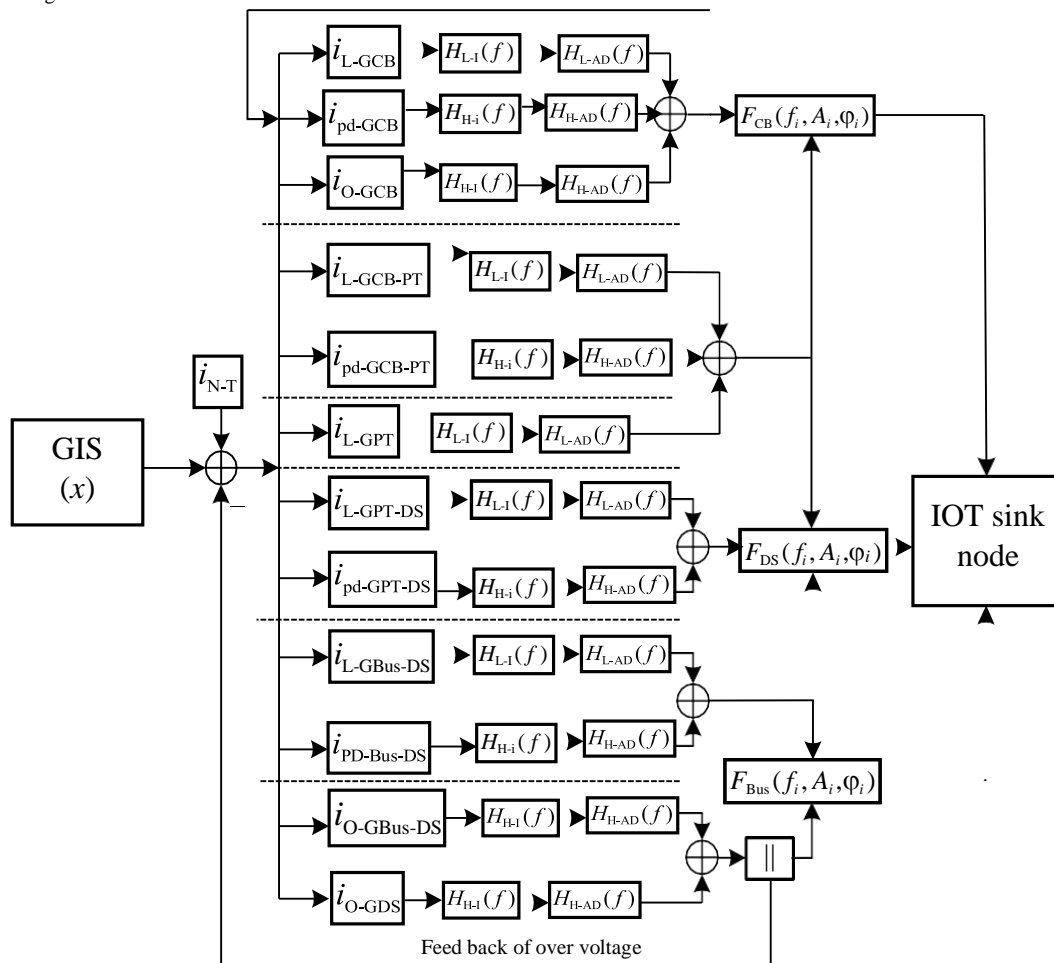 i_L-GCB H_L-I(f) H_L-AD(f)
i_pd-GCB H_H-i(f) H_H-AD(f) F_CB(f_i, A_i, φ_i)
i_O-GCB H_H-I(f) H_H-AD(f)
i_L-GCB-PT H_L-I(f) H_L-AD(f)
i_pd-GCB-PT H_H-i(f) H_H-AD(f)
i_N-T
i_L-GPT H_L-I(f) H_L-AD(f)
GIS
(x)
i_L-GPT-DS H_L-I(f) H_L-AD(f)
–
IOT sink
node
F_DS(f_i, A_i, φ_i)
i_pd-GPT-DS H_H-i(f) H_H-AD(f)
i_L-GBus-DS H_L-I(f) H_L-AD(f)
i_PD-Bus-DS H_H-i(f) H_H-AD(f)
F_Bus(f_i, A_i, φ_i)
i_O-GBus-DS H_H-I(f) H_H-AD(f)
||
i_O-GDS H_H-I(f) H_H-AD(f)
Feed back of over voltage